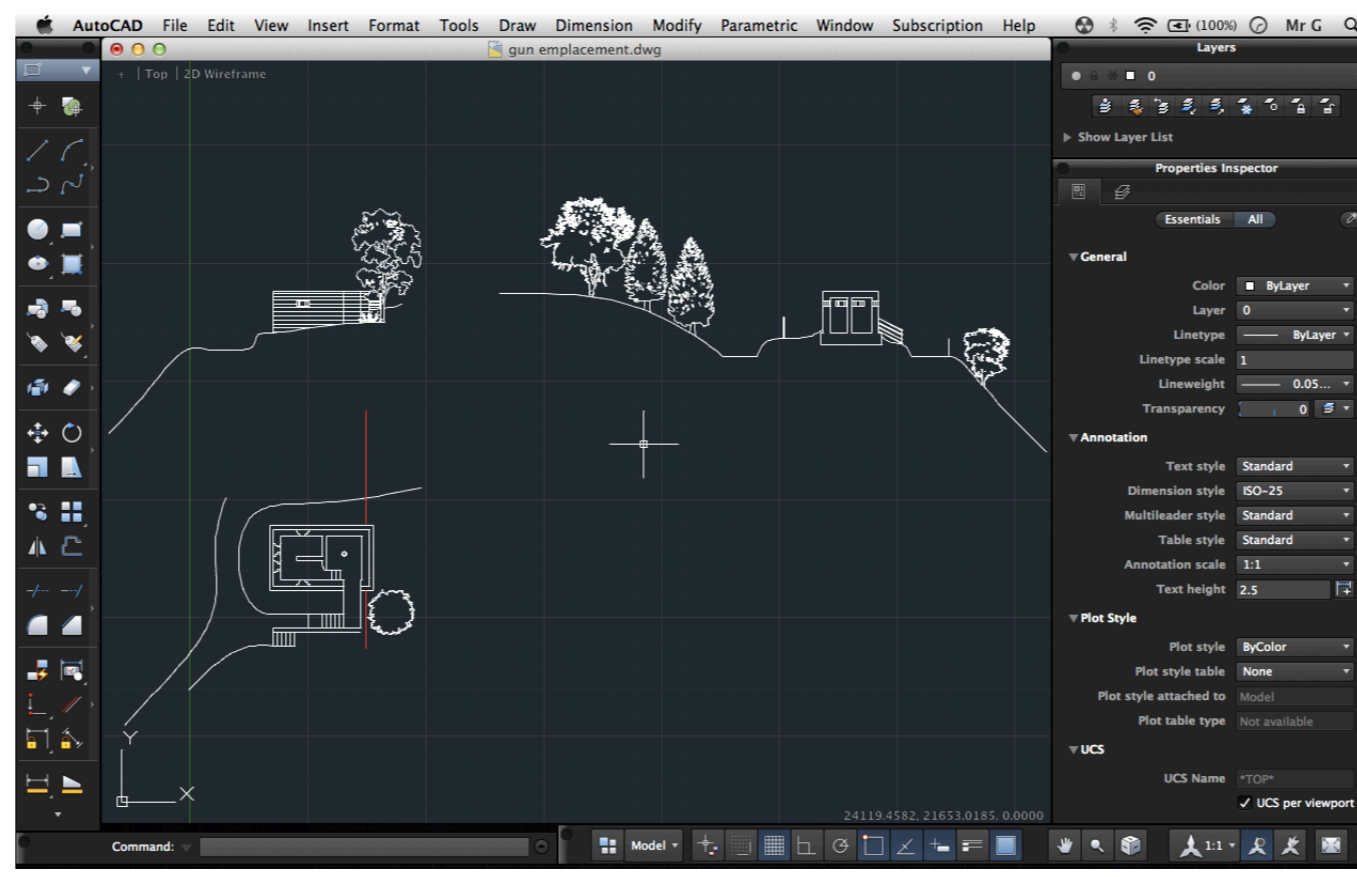 AutoCAD File Edit View Insert Format Tools Draw Dimension Modify Parametric Window Subscription Help (100%) Mr G
gun emplacement.dwg
+ | Top | 2D Wireframe
Layers
0
Show Layer List
Properties Inspector
Essentials All
General
Color ByLayer
Layer 0
Linetype ByLayer
Linetype scale 1
Lineweight 0.05...
Transparency 0
Annotation
Text style Standard
Dimension style ISO-25
Multileader style Standard
Table style Standard
Annotation scale 1:1
Text height 2.5
Plot Style
Plot style ByColor
Plot style table None
Plot style attached to Model
Plot table type Not available
UCS
UCS Name *TOP*
UCS per viewport
Y
X
24119.4582, 21653.0185, 0.0000
Command: Model 1:1